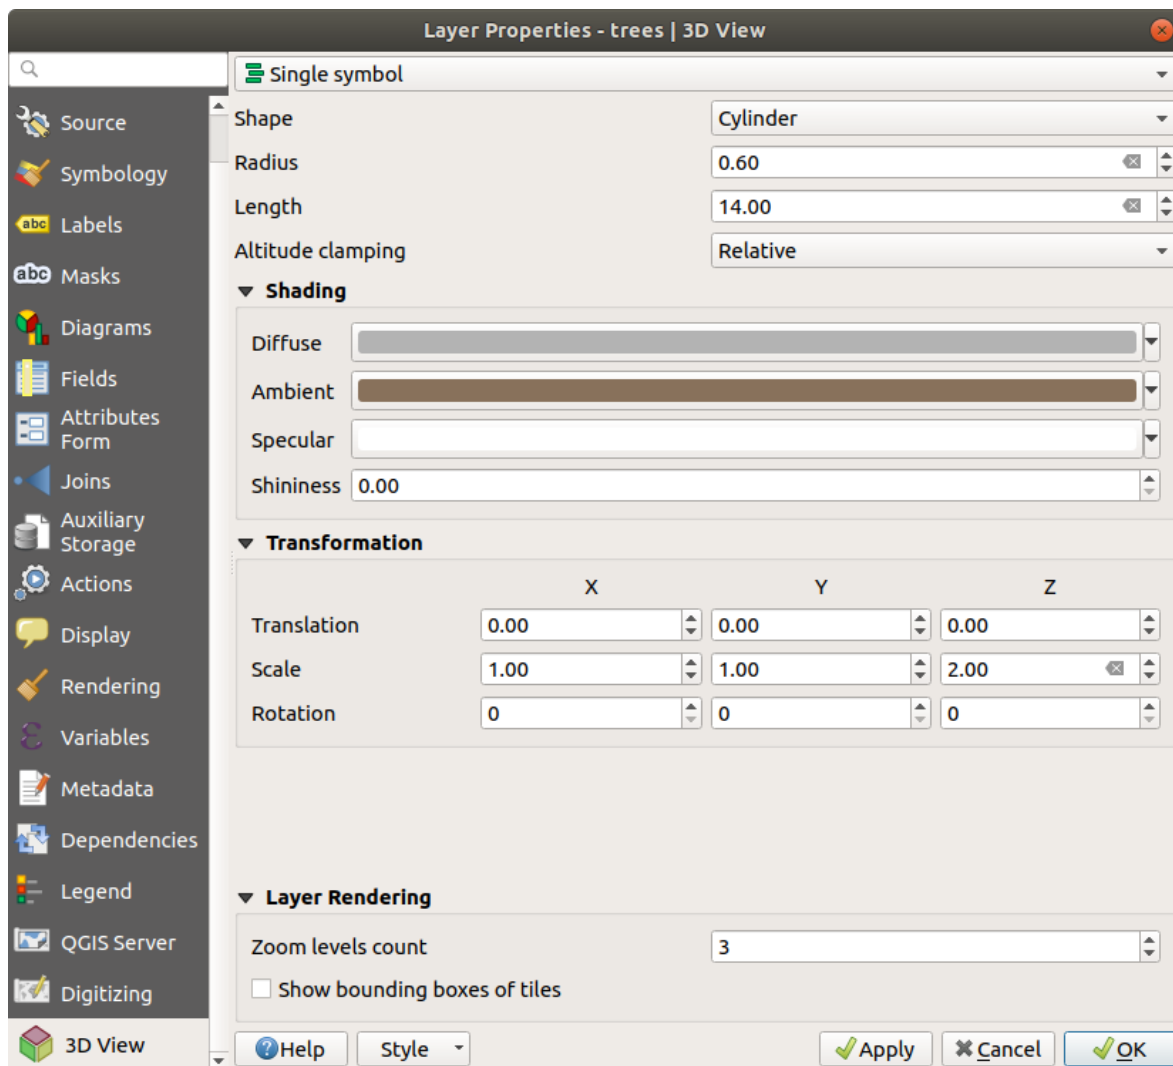 Layer Properties - trees | 3D View
Source
Symbology
abc Labels
abc Masks
Diagrams
Fields
Attributes
Form
Joins
Auxiliary
Storage
Actions
Display
Rendering
ε Variables
Metadata
Dependencies
Legend
QGIS Server
Digitizing
3D View
Single symbol
Shape Cylinder
Radius 0.60
Length 14.00
Altitude clamping Relative
Shading
Diffuse
Ambient
Specular
Shininess 0.00
Transformation
X Y Z
Translation 0.00 0.00 0.00
Scale 1.00 1.00 2.00
Rotation 0 0 0
Layer Rendering
Zoom levels count 3
Show bounding boxes of tiles
Help Style Apply Cancel OK